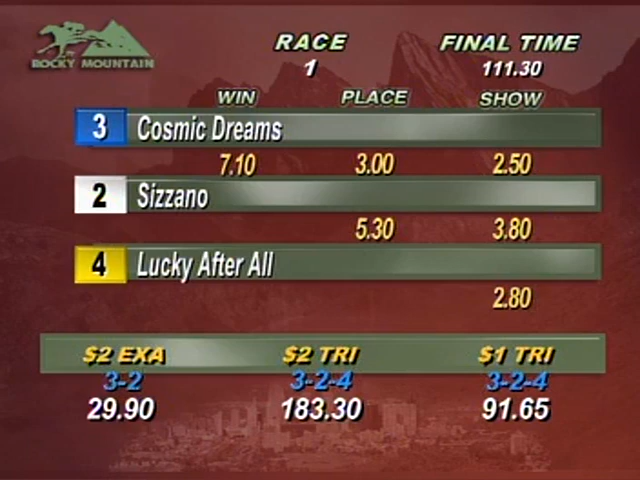 ROCKY MOUNTAIN
RACE
1
FINAL TIME
111.30
WIN PLACE SHOW
3 Cosmic Dreams
7.10 3.00 2.50
2 Sizzano
5.30 3.80
4 Lucky After All
2.80
$2 EXA $2 TRI $1 TRI
3-2 3-2-4 3-2-4
29.90 183.30 91.65